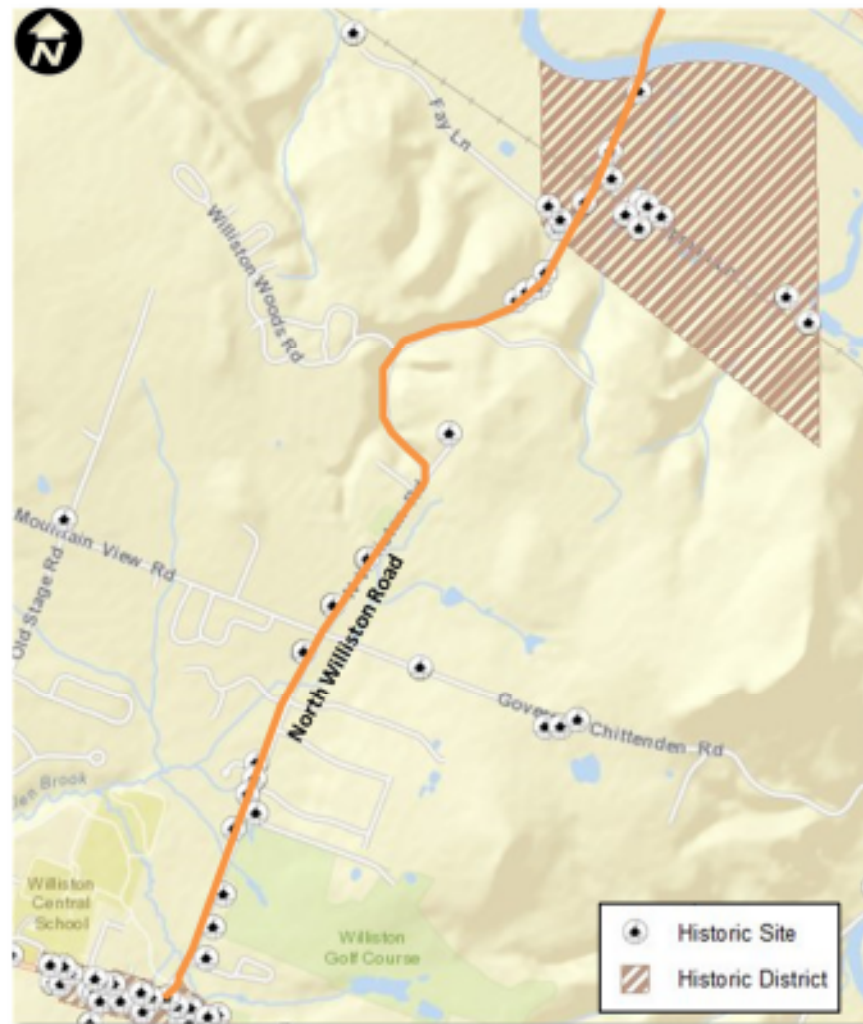 N
Fay Ln
Williston Woods Rd
Mountain View Rd
Old Stage Rd
North Williston Road
Chittenden Rd
Brook
Williston
Central
School
Williston
Golf Course
Historic Site
Historic District